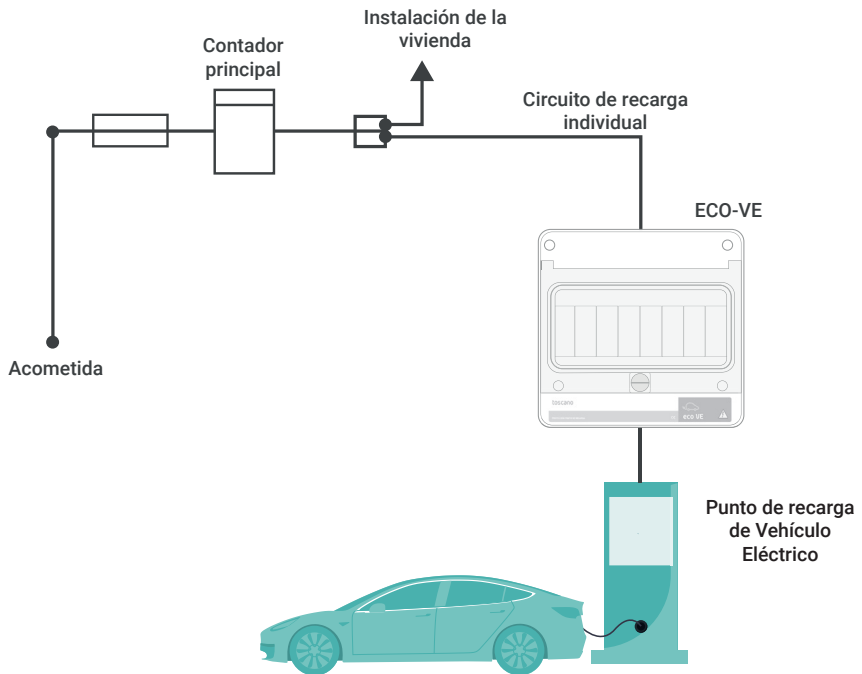 Instalación de la
vivienda
Contador
principal
Circuito de recarga
individual
ECO-VE
Acometida
toscano
eco VE
Punto de recarga
de Vehículo
Eléctrico